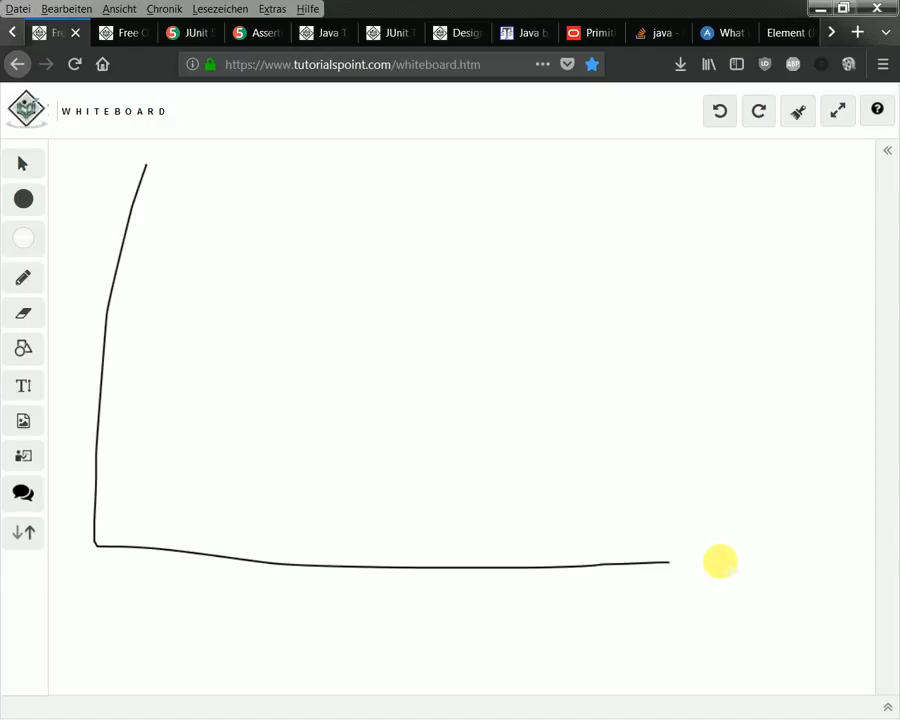 Datei Bearbeiten Ansicht Chronik Lesezeichen Extras Hilfe
Free O JUnit 5 Assert Java T JUnit T Design Java b Primit java - What Element (
https://www.tutorialspoint.com/whiteboard.htm
WHITEBOARD